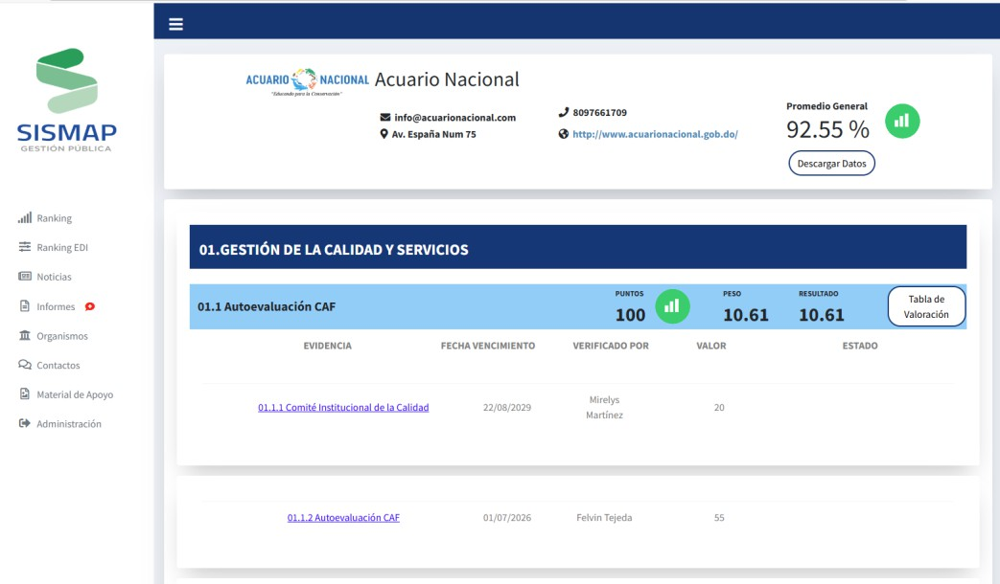 SISMAP
GESTIÓN PÚBLICA
Ranking
Ranking EDI
Noticias
Informes
Organismos
Contactos
Material de Apoyo
Administración
ACUARIO NACIONAL
"Educando para la Conservación"
Acuario Nacional
info@acuarionacional.com
Av. España Num 75
8097661709
http://www.acuarionacional.gob.do/
Promedio General
92.55 %
Descargar Datos
01.GESTIÓN DE LA CALIDAD Y SERVICIOS
01.1 Autoevaluación CAF
PUNTOS
100
PESO
10.61
RESULTADO
10.61
Tabla de
Valoración
EVIDENCIA FECHA VENCIMIENTO VERIFICADO POR VALOR ESTADO
01.1.1 Comité Institucional de la Calidad 22/08/2029 Mirelys
Martínez 20
01.1.2 Autoevaluación CAF 01/07/2026 Felvin Tejeda 55